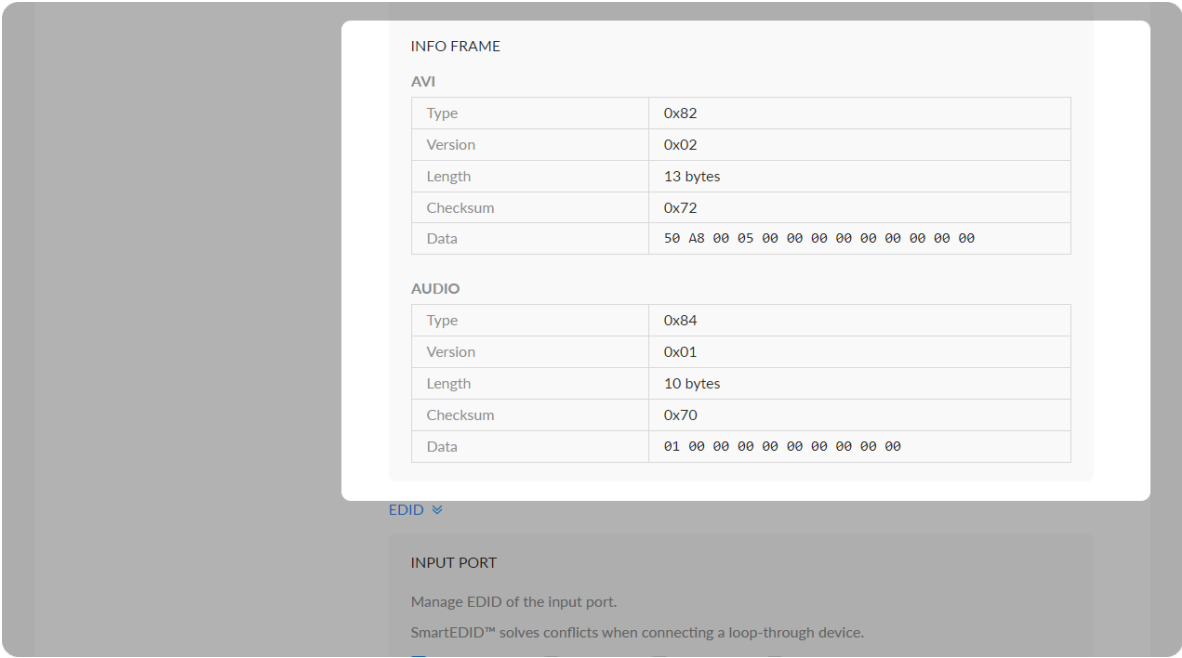 INFO FRAME
AVI
Type 0x82
Version 0x02
Length 13 bytes
Checksum 0x72
Data 50 A8 00 05 00 00 00 00 00 00 00 00 00
AUDIO
Type 0x84
Version 0x01
Length 10 bytes
Checksum 0x70
Data 01 00 00 00 00 00 00 00 00 00
EDID
INPUT PORT
Manage EDID of the input port.
SmartEDID™ solves conflicts when connecting a loop-through device.